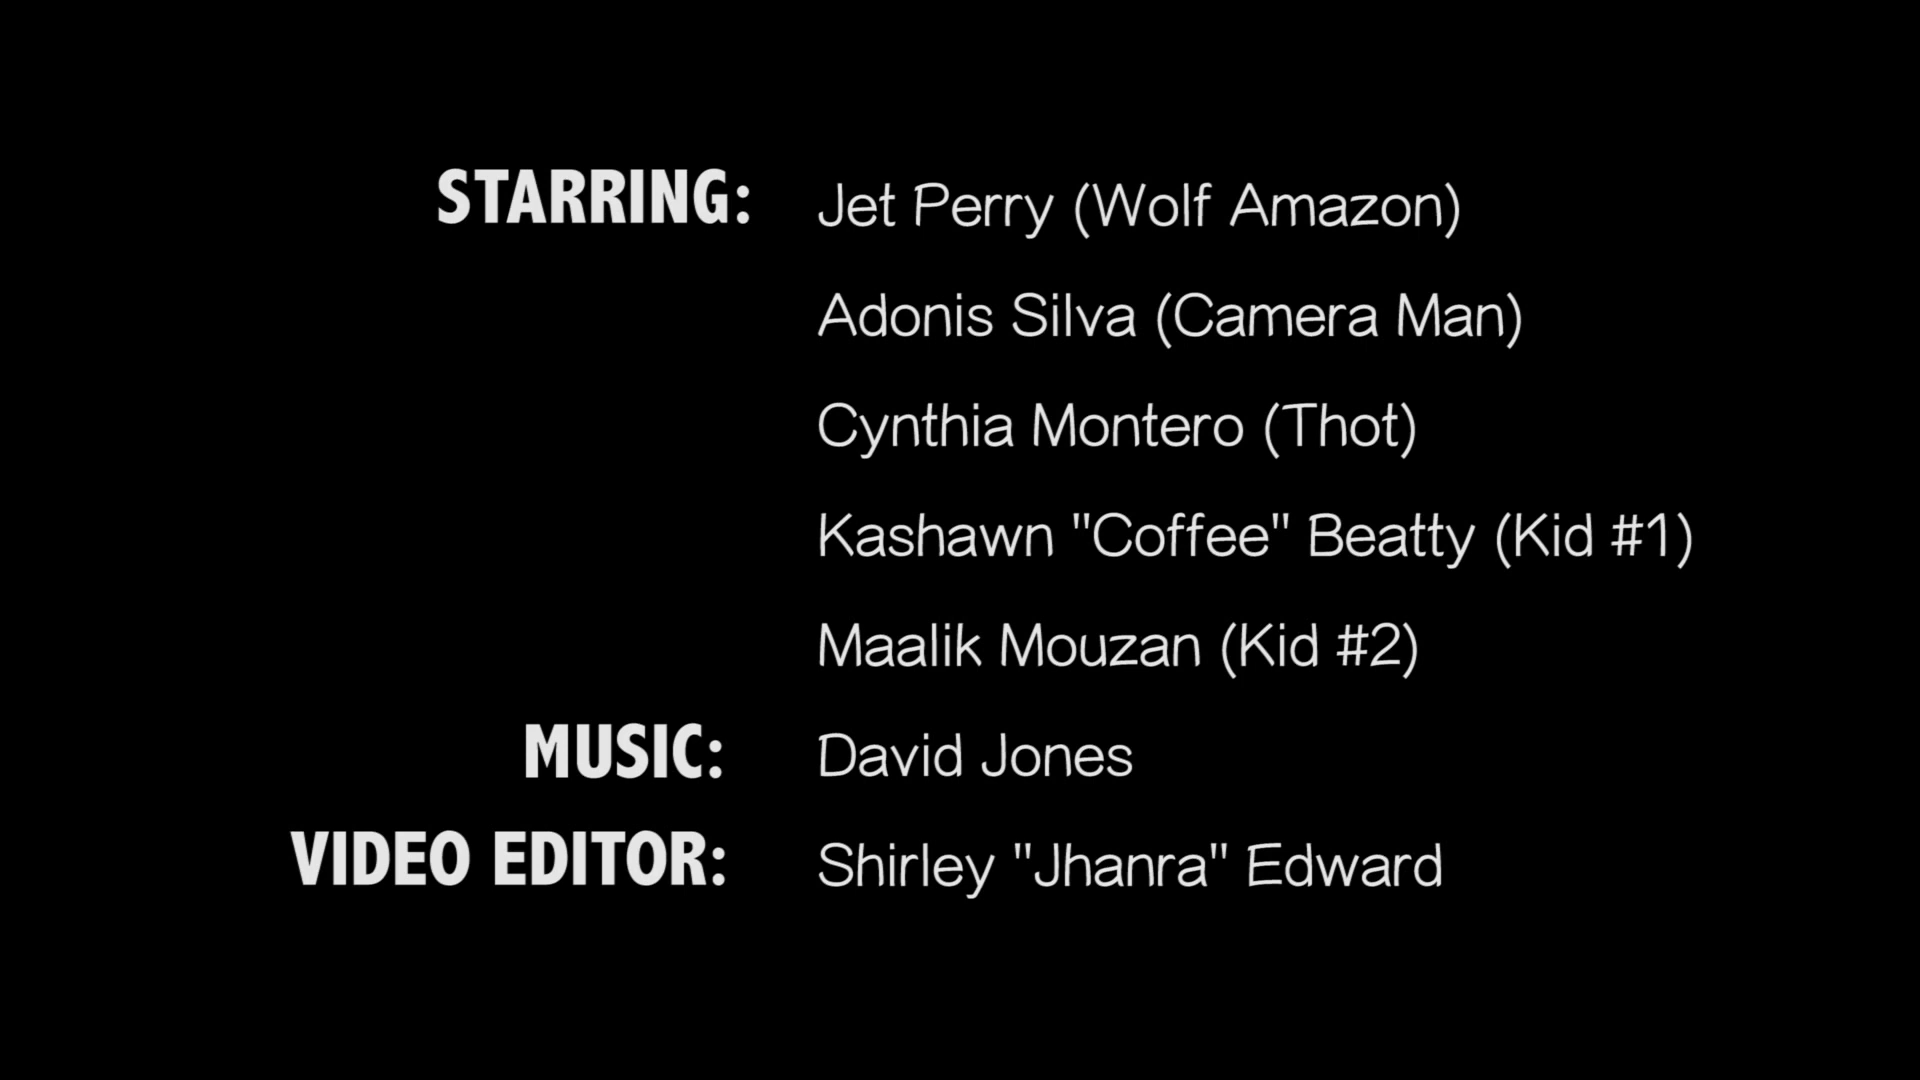 STARRING: Jet Perry (Wolf Amazon)
Adonis Silva (Camera Man)
Cynthia Montero (Thot)
Kashawn "Coffee" Beatty (Kid #1)
Maalik Mouzan (Kid #2)
MUSIC: David Jones
VIDEO EDITOR: Shirley "Jhanra" Edward